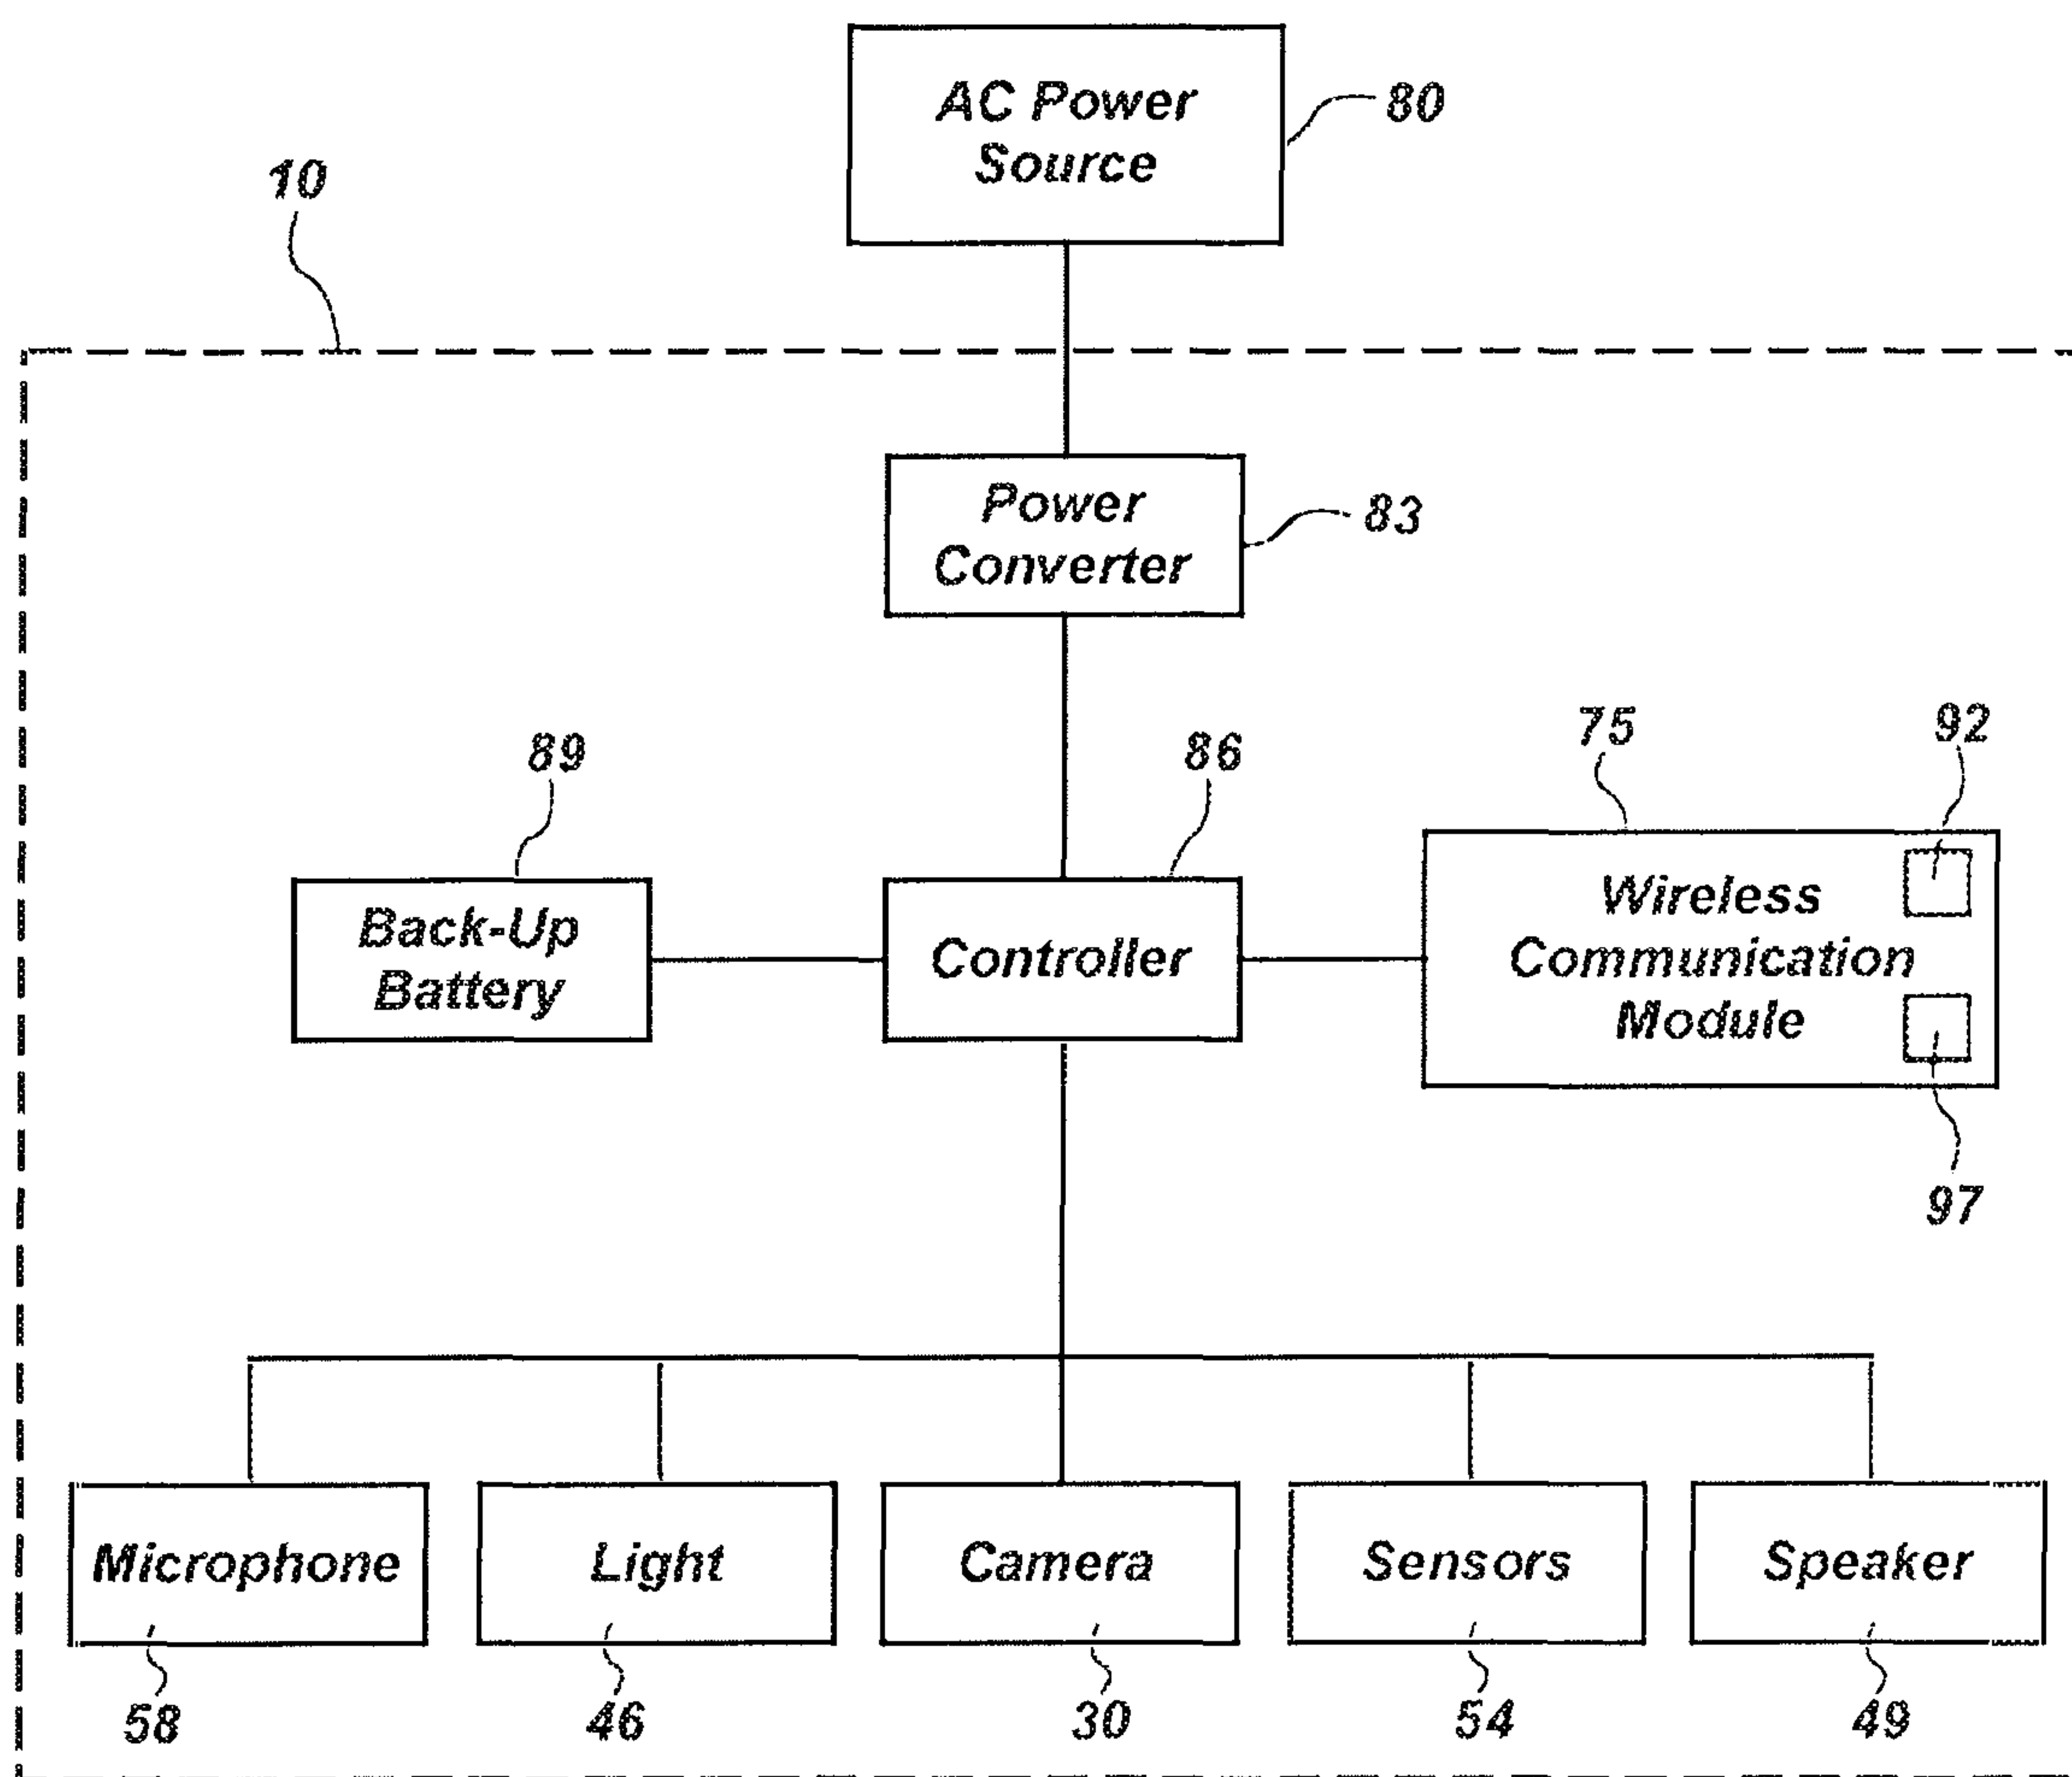 AC Power
Source
80
10
Power
Converter
83
89
86
75
92
Back-Up
Battery
Controller
Wireless
Communication
Module
97
Microphone
Light
Camera
Sensors
Speaker
58
46
30
54
49